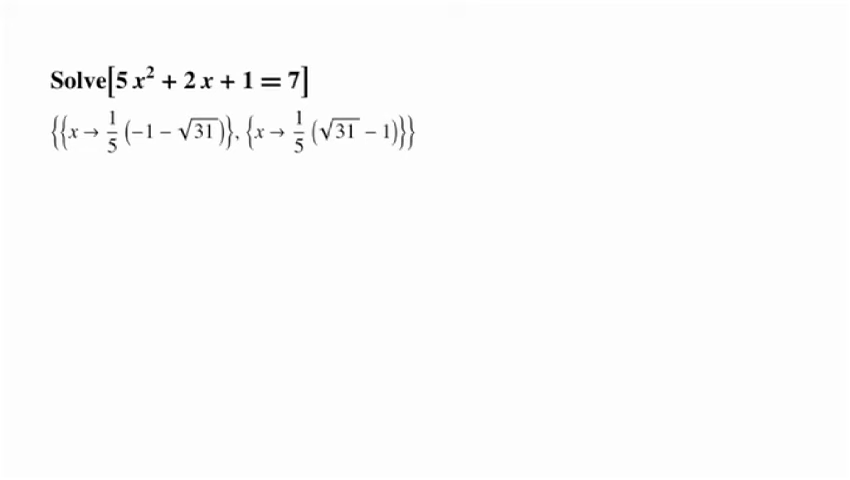 Solve[5 x² + 2 x + 1 = 7]
{{x → 1/5 (−1 − √31)}, {x → 1/5 (√31 − 1)}}